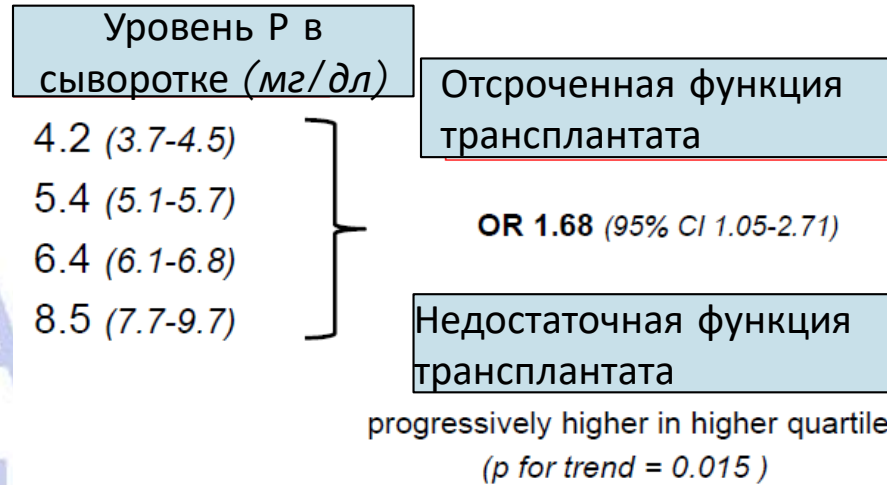 Уровень P в
сыворотке (мг/дл)
4.2 (3.7-4.5)
5.4 (5.1-5.7)
6.4 (6.1-6.8)
8.5 (7.7-9.7)
Отсроченная функция
трансплантата
OR 1.68 (95% CI 1.05-2.71)
Недостаточная функция
трансплантата
progressively higher in higher quartile
(p for trend = 0.015 )